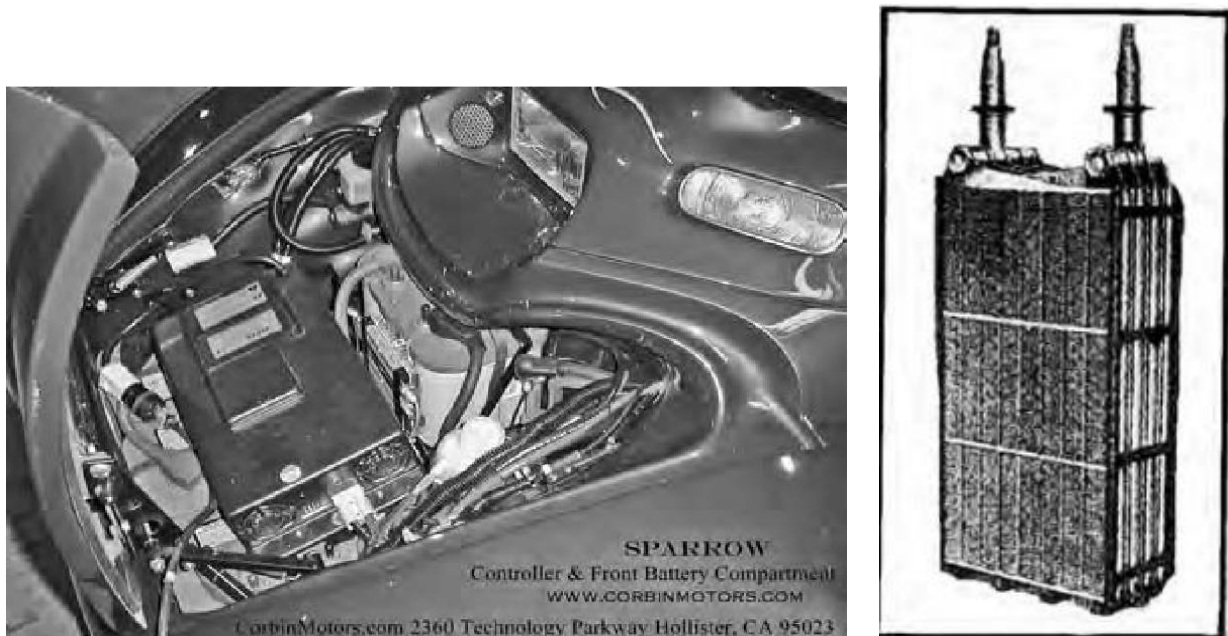 SPARROW
Controller & Front Battery Compartment
WWW.CORBINMOTORS.COM
CorbinMotors.com 2360 Technology Parkway Hollister, CA 95023